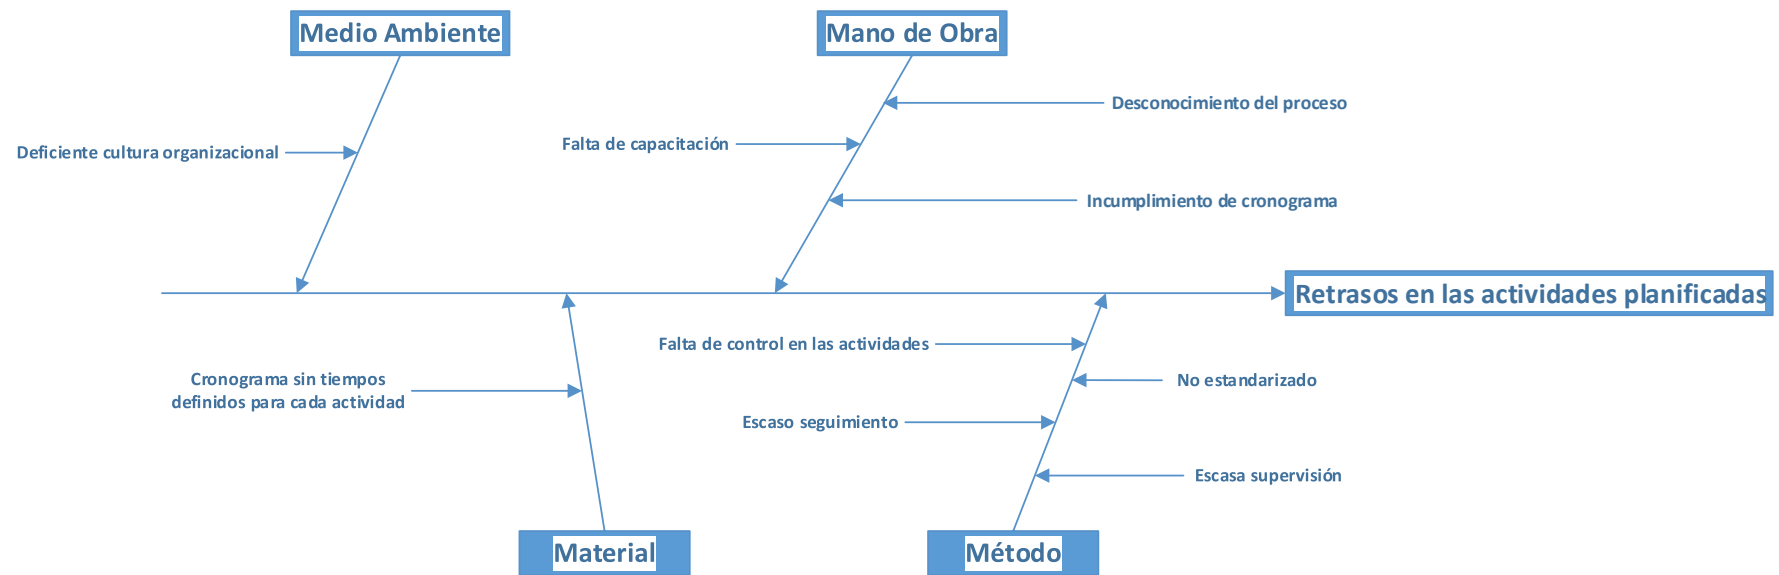 Medio Ambiente
Mano de Obra
Desconocimiento del proceso
Falta de capacitación
Deficiente cultura organizacional
Incumplimiento de cronograma
Retrasos en las actividades planificadas
Falta de control en las actividades
Cronograma sin tiempos
definidos para cada actividad
No estandarizado
Escaso seguimiento
Escasa supervisión
Material
Método